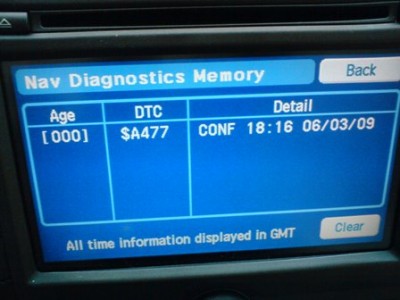 Nav Diagnostics Memory Back
Age DTC Detail
[000] $A477 CONF 18:16 06/03/09
All time information displayed in GMT Clear